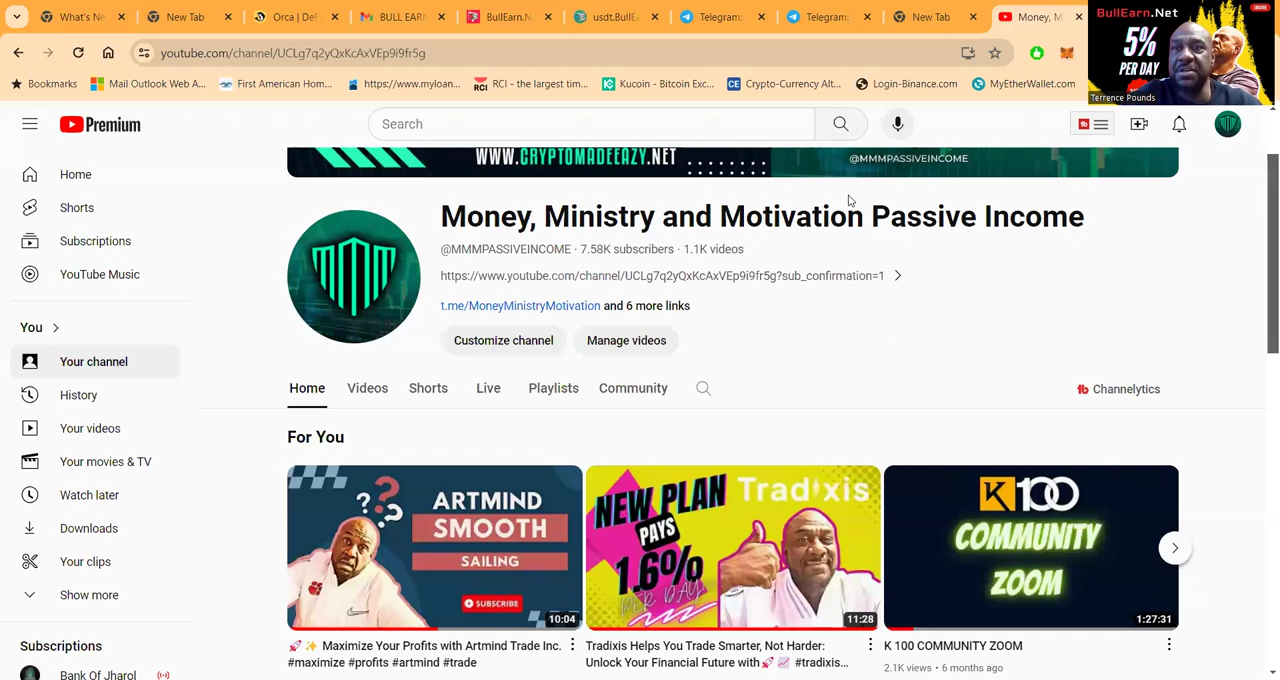 What's Ne
New Tab
Orca | DeF
BULL EAR
BullEarn.N
usdt.BullE
Telegram:
Telegram:
New Tab
Money, M
youtube.com/channel/UCLg7q2yQxKcAxVEp9i9fr5g
Bookmarks
Mail Outlook Web A...
First American Hom...
https://www.myloan...
RCI - the largest tim...
Kucoin - Bitcoin Exc...
Crypto-Currency Alt...
Login-Binance.com
MyEtherWallet.com
BullEarn.Net
5%
PER DAY
Terrence Pounds
Premium
Search
WWW.CRYPTOMADEEAZY.NET
@MMMPASSIVEINCOME
Money, Ministry and Motivation Passive Income
@MMMPASSIVEINCOME · 7.58K subscribers · 1.1K videos
https://www.youtube.com/channel/UCLg7q2yQxKcAxVEp9i9fr5g?sub_confirmation=1
t.me/MoneyMinistryMotivation and 6 more links
Customize channel
Manage videos
Home
Shorts
Subscriptions
YouTube Music
You
Your channel
History
Your videos
Your movies & TV
Watch later
Downloads
Your clips
Show more
Subscriptions
Bank Of Jharol
Home
Videos
Shorts
Live
Playlists
Community
Channelytics
For You
ARTMIND
SMOOTH
SAILING
SUBSCRIBE
10:04
🚀 ✨ Maximize Your Profits with Artmind Trade Inc.
#maximize #profits #artmind #trade
NEW PLAN
PAYS
1.6%
PER DAY
Tradixis
11:28
Tradixis Helps You Trade Smarter, Not Harder:
Unlock Your Financial Future with🚀 📈 #tradixis...
K100
COMMUNITY
ZOOM
1:27:31
K 100 COMMUNITY ZOOM
2.1K views • 6 months ago